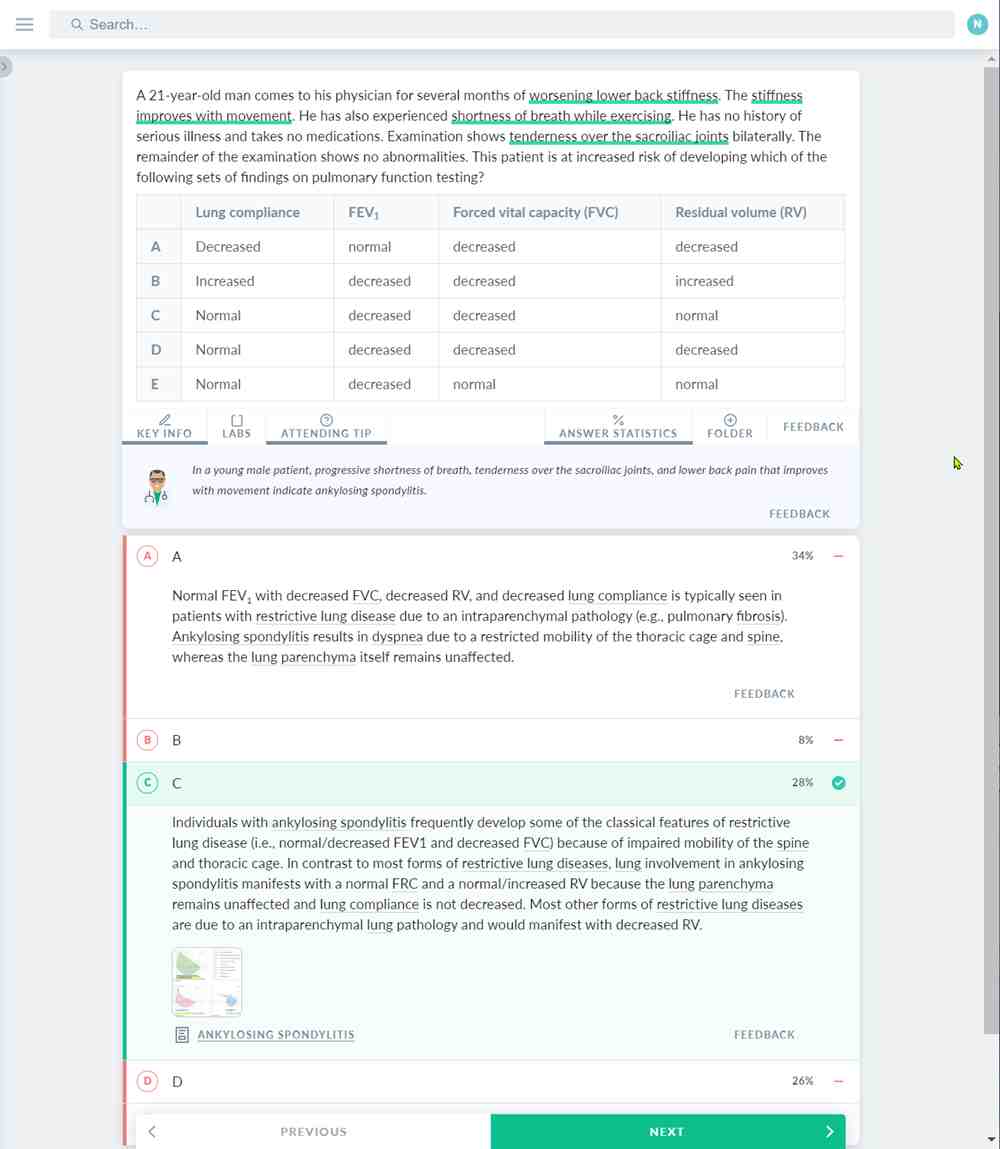 Search...
N
A 21-year-old man comes to his physician for several months of worsening lower back stiffness. The stiffness
improves with movement. He has also experienced shortness of breath while exercising. He has no history of
serious illness and takes no medications. Examination shows tenderness over the sacroiliac joints bilaterally. The
remainder of the examination shows no abnormalities. This patient is at increased risk of developing which of the
following sets of findings on pulmonary function testing?
Lung compliance FEV₁ Forced vital capacity (FVC) Residual volume (RV)
A Decreased normal decreased decreased
B Increased decreased decreased increased
C Normal decreased decreased normal
D Normal decreased decreased decreased
E Normal decreased normal normal
KEY INFO LABS ATTENDING TIP % ANSWER STATISTICS FOLDER FEEDBACK
In a young male patient, progressive shortness of breath, tenderness over the sacroiliac joints, and lower back pain that improves
with movement indicate ankylosing spondylitis.
FEEDBACK
A A 34%
Normal FEV₁ with decreased FVC, decreased RV, and decreased lung compliance is typically seen in
patients with restrictive lung disease due to an intraparenchymal pathology (e.g., pulmonary fibrosis).
Ankylosing spondylitis results in dyspnea due to a restricted mobility of the thoracic cage and spine,
whereas the lung parenchyma itself remains unaffected.
FEEDBACK
B B 8%
C C 28%
Individuals with ankylosing spondylitis frequently develop some of the classical features of restrictive
lung disease (i.e., normal/decreased FEV1 and decreased FVC) because of impaired mobility of the spine
and thoracic cage. In contrast to most forms of restrictive lung diseases, lung involvement in ankylosing
spondylitis manifests with a normal FRC and a normal/increased RV because the lung parenchyma
remains unaffected and lung compliance is not decreased. Most other forms of restrictive lung diseases
are due to an intraparenchymal lung pathology and would manifest with decreased RV.
ANKYLOSING SPONDYLITIS FEEDBACK
D D 26%
PREVIOUS NEXT